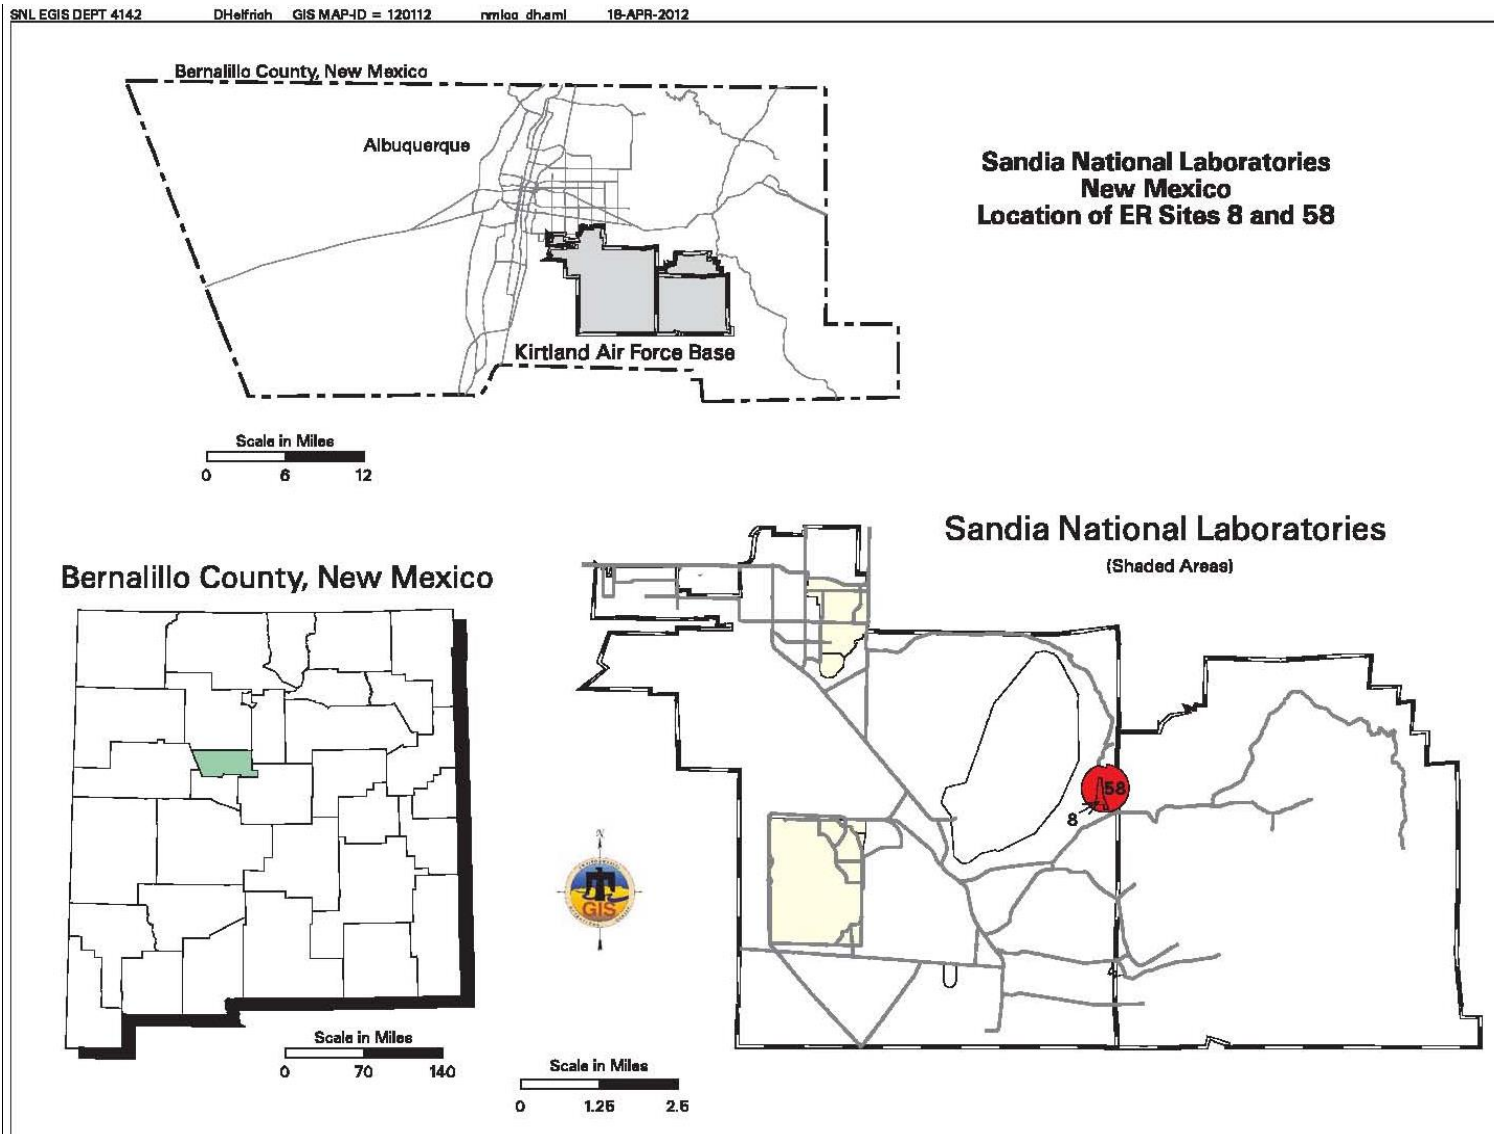 SNL EGIS DEPT 4142 DHelfrich GIS MAP-ID = 120112 nmloc dh.aml 18-APR-2012
Bernalillo County, New Mexico
Albuquerque
Kirtland Air Force Base
Scale in Miles
0 6 12
Sandia National Laboratories
New Mexico
Location of ER Sites 8 and 58
Bernalillo County, New Mexico
Scale in Miles
0 70 140
N
GIS
Sandia National Laboratories
(Shaded Areas)
58
8
Scale in Miles
0 1.25 2.5